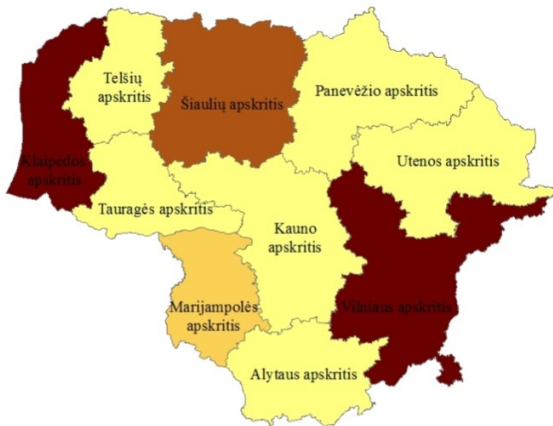 Telšių
apskritis
Šiaulių apskritis
Panevėžio apskritis
Klaipėdos
apskritis
Utenos apskritis
Tauragės apskritis
Kauno
apskritis
Marijampolės
apskritis
Vilniaus apskritis
Alytaus apskritis